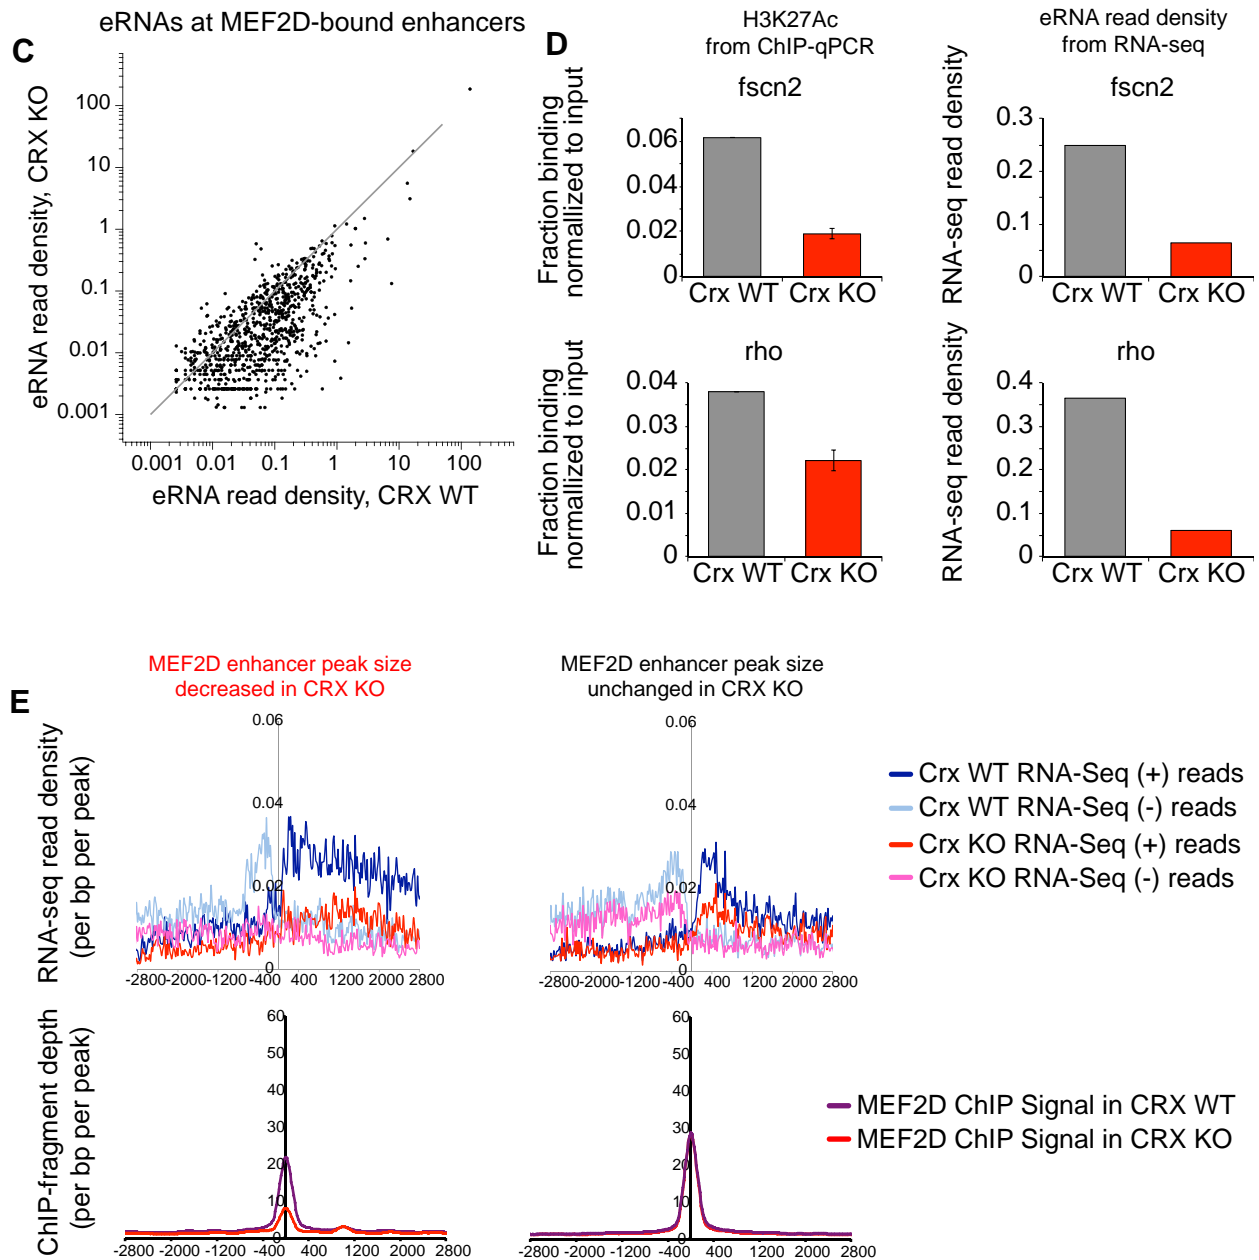 C
eRNAs at MEF2D-bound enhancers
eRNA read density, CRX KO
100
10
1
0.1
0.01
0.001
0.001 0.01 0.1 1 10 100
eRNA read density, CRX WT
D
H3K27Ac
from ChIP-qPCR
eRNA read density
from RNA-seq
fscn2
Fraction binding
normallized to input
0.06
0.04
0.02
0
Crx WT Crx KO
fscn2
RNA-seq read density
0.3
0.2
0.1
0
Crx WT Crx KO
rho
Fraction binding
normallized to input
0.04
0.03
0.02
0.01
0
Crx WT Crx KO
rho
RNA-seq read density
0.4
0.3
0.2
0.1
0
Crx WT Crx KO
E
MEF2D enhancer peak size
decreased in CRX KO
MEF2D enhancer peak size
unchanged in CRX KO
RNA-seq read density
(per bp per peak)
0.06
0.04
0.02
0
-2800 -2000 -1200 -400 400 1200 2000 2800
0.06
0.04
0.02
0
-2800 -2000 -1200 -400 400 1200 2000 2800
Crx WT RNA-Seq (+) reads
Crx WT RNA-Seq (-) reads
Crx KO RNA-Seq (+) reads
Crx KO RNA-Seq (-) reads
ChIP-fragment depth
(per bp per peak)
60
50
40
30
20
10
0
-2800 -2000 -1200 -400 400 1200 2000 2800
60
50
40
30
20
10
0
-2800 -2000 -1200 -400 400 1200 2000 2800
MEF2D ChIP Signal in CRX WT
MEF2D ChIP Signal in CRX KO